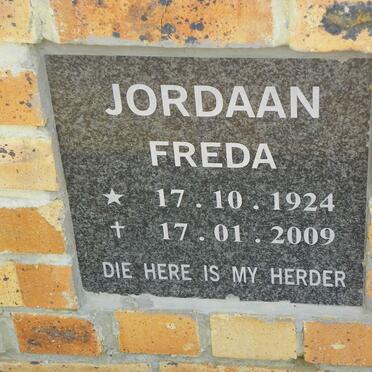 JORDAAN
FREDA
★ 17 . 10 . 1924
✝ 17 . 01 . 2009
DIE HERE IS MY HERDER